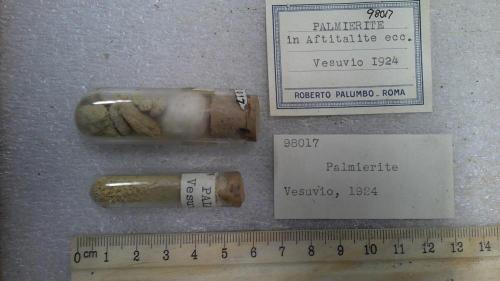 98017
PALMIERITE
in Aftitalite ecc.
Vesuvio 1924
ROBERTO PALUMBO - ROMA
98017
Palmierite
Vesuvio, 1924
PAL
Vesuv
0 cm 1 2 3 4 5 6 7 8 9 10 11 12 13 14